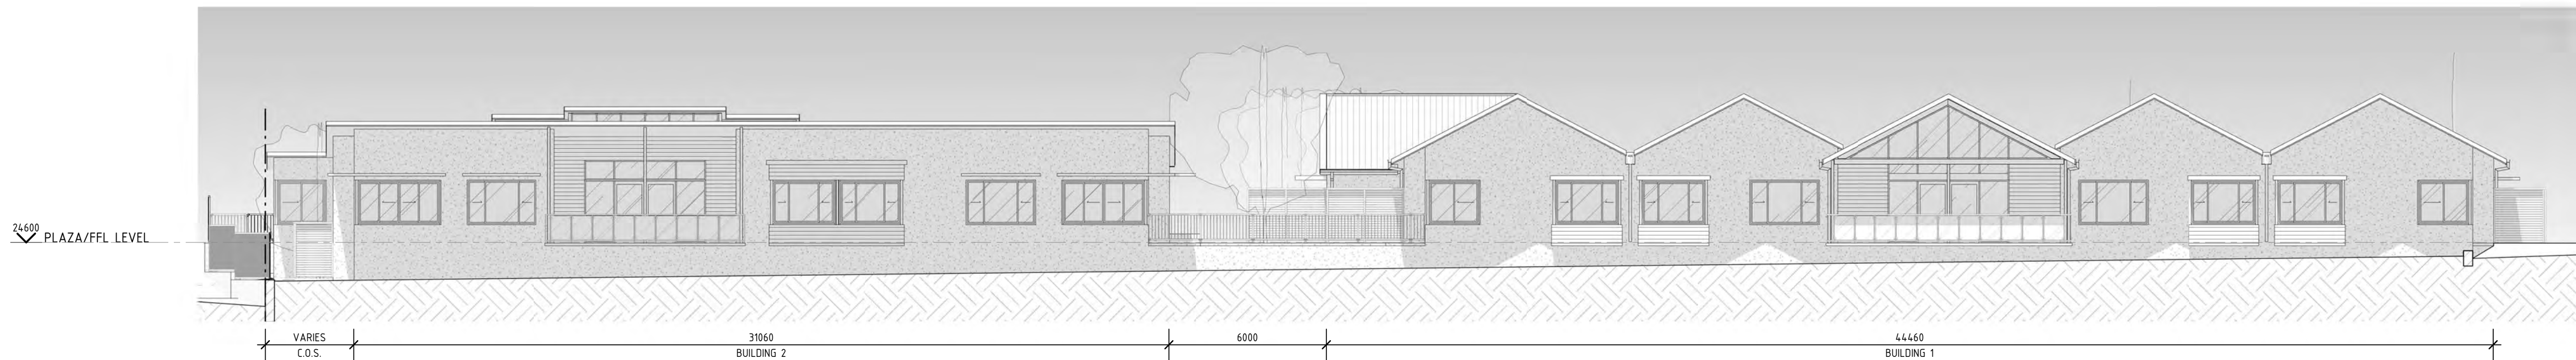 24600
PLAZA/FFL LEVEL
VARIES
C.O.S.
31060
BUILDING 2
6000
44460
BUILDING 1